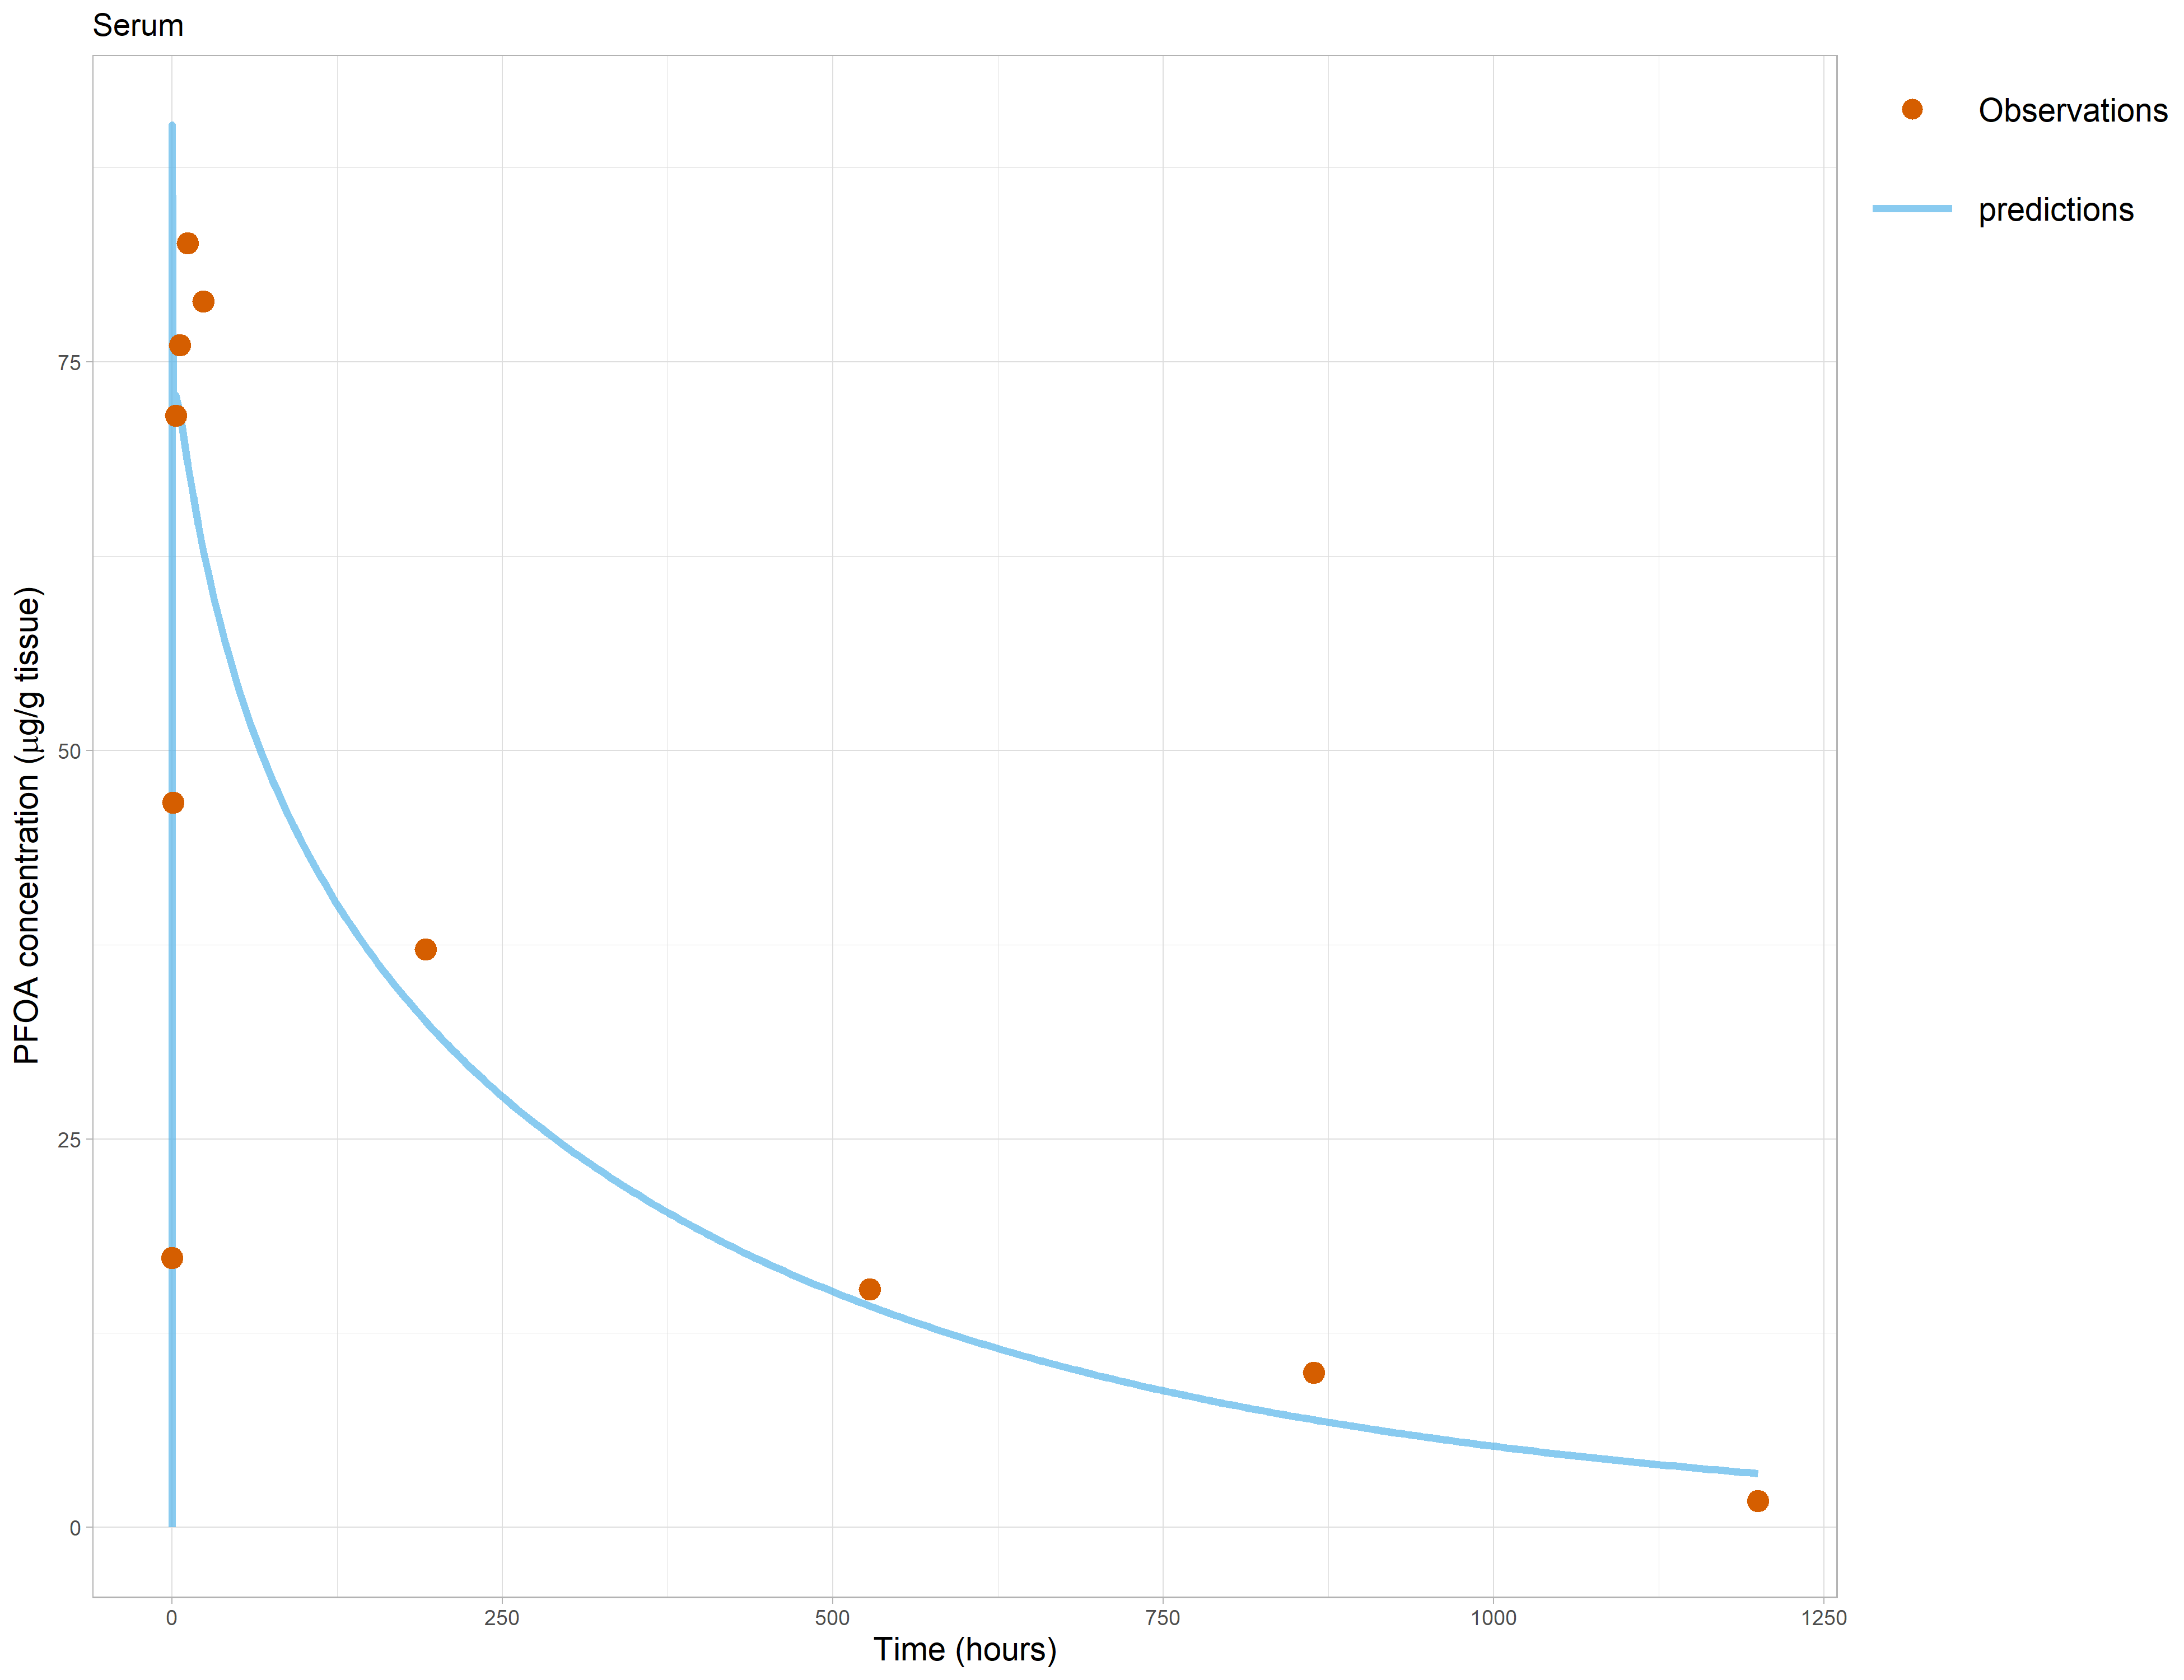 Serum
Observations
predictions
PFOA concentration (μg/g tissue)
75
50
25
0
0
250
500
750
1000
1250
Time (hours)